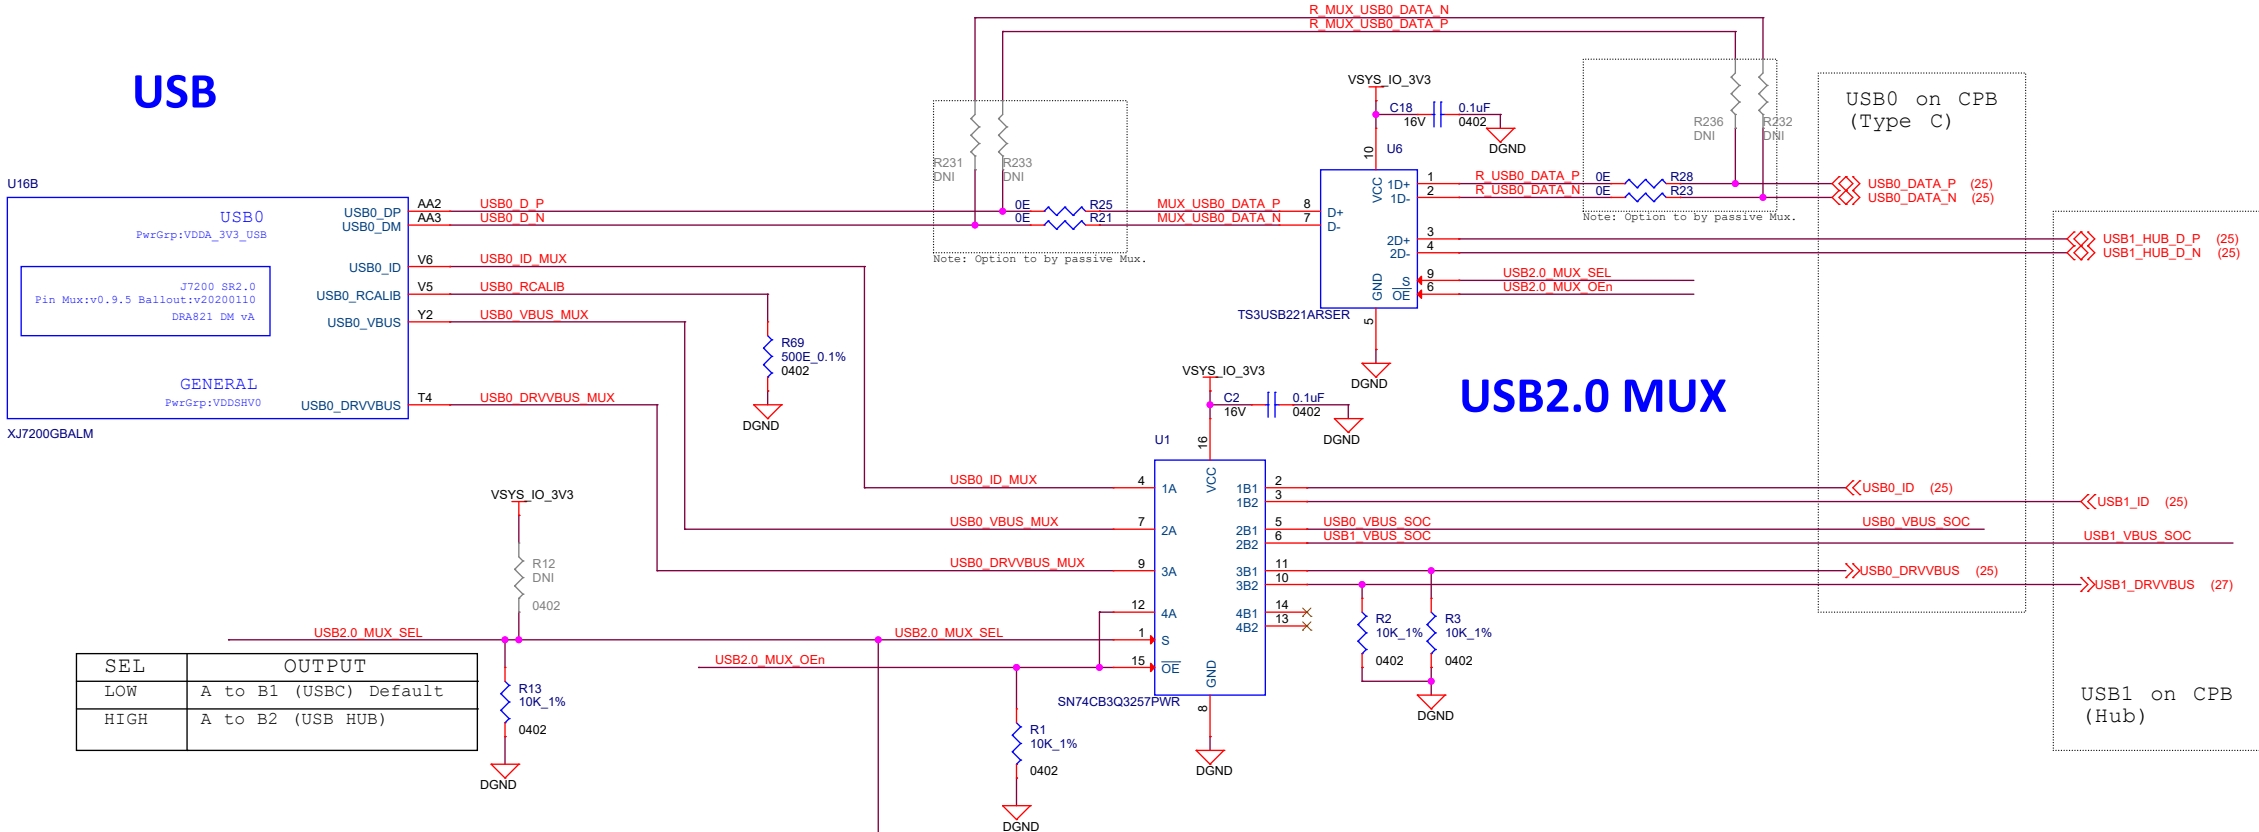 R_MUX_USB0_DATA_N
R_MUX_USB0_DATA_P
USB
VSYS_IO_3V3
C18
0.1uF
16V
0402
DGND
R231
DNI
R233
DNI
Note: Option to by passive Mux.
R236
DNI
R232
DNI
Note: Option to by passive Mux.
USB0 on CPB
(Type C)
U16B
USB0
PwrGrp:VDDA_3V3_USB
J7200 SR2.0
Pin Mux:v0.9.5 Ballout:v20200110
DRA821 DM vA
GENERAL
PwrGrp:VDDSHV0
XJ7200GBALM
USB0_DP AA2 USB0_D_P
USB0_DM AA3 USB0_D_N
USB0_ID V6 USB0_ID_MUX
USB0_RCALIB V5 USB0_RCALIB
USB0_VBUS Y2 USB0_VBUS_MUX
USB0_DRVVBUS T4 USB0_DRVVBUS_MUX
0E R25
0E R21
MUX_USB0_DATA_P 8 D+
MUX_USB0_DATA_N 7 D-
U6
10
VCC
1D+ 1 R_USB0_DATA_P 0E R28 USB0_DATA_P (25)
1D- 2 R_USB0_DATA_N 0E R23 USB0_DATA_N (25)
2D+ 3 USB1_HUB_D_P (25)
2D- 4 USB1_HUB_D_N (25)
S 9 USB2.0_MUX_SEL
OE 6 USB2.0_MUX_OEn
GND
5
TS3USB221ARSER
DGND
R69
500E_0.1%
0402
DGND
USB2.0 MUX
VSYS_IO_3V3
C2
0.1uF
16V
0402
DGND
U1
16
VCC
USB0_ID_MUX 4 1A
USB0_VBUS_MUX 7 2A
USB0_DRVVBUS_MUX 9 3A
12 4A
USB2.0_MUX_SEL USB2.0_MUX_SEL 1 S
USB2.0_MUX_OEn 15 OE
1B1 2 USB0_ID (25)
1B2 3 USB1_ID (25)
2B1 5 USB0_VBUS_SOC USB0_VBUS_SOC
2B2 6 USB1_VBUS_SOC USB1_VBUS_SOC
3B1 11 USB0_DRVVBUS (25)
3B2 10 USB1_DRVVBUS (27)
4B1 14
4B2 13
GND
8
SN74CB3Q3257PWR
DGND
VSYS_IO_3V3
R12
DNI
0402
R13
10K_1%
0402
DGND
R1
10K_1%
0402
DGND
R2
10K_1%
0402
R3
10K_1%
0402
DGND
USB1 on CPB
(Hub)
SEL OUTPUT
LOW A to B1 (USBC) Default
HIGH A to B2 (USB HUB)